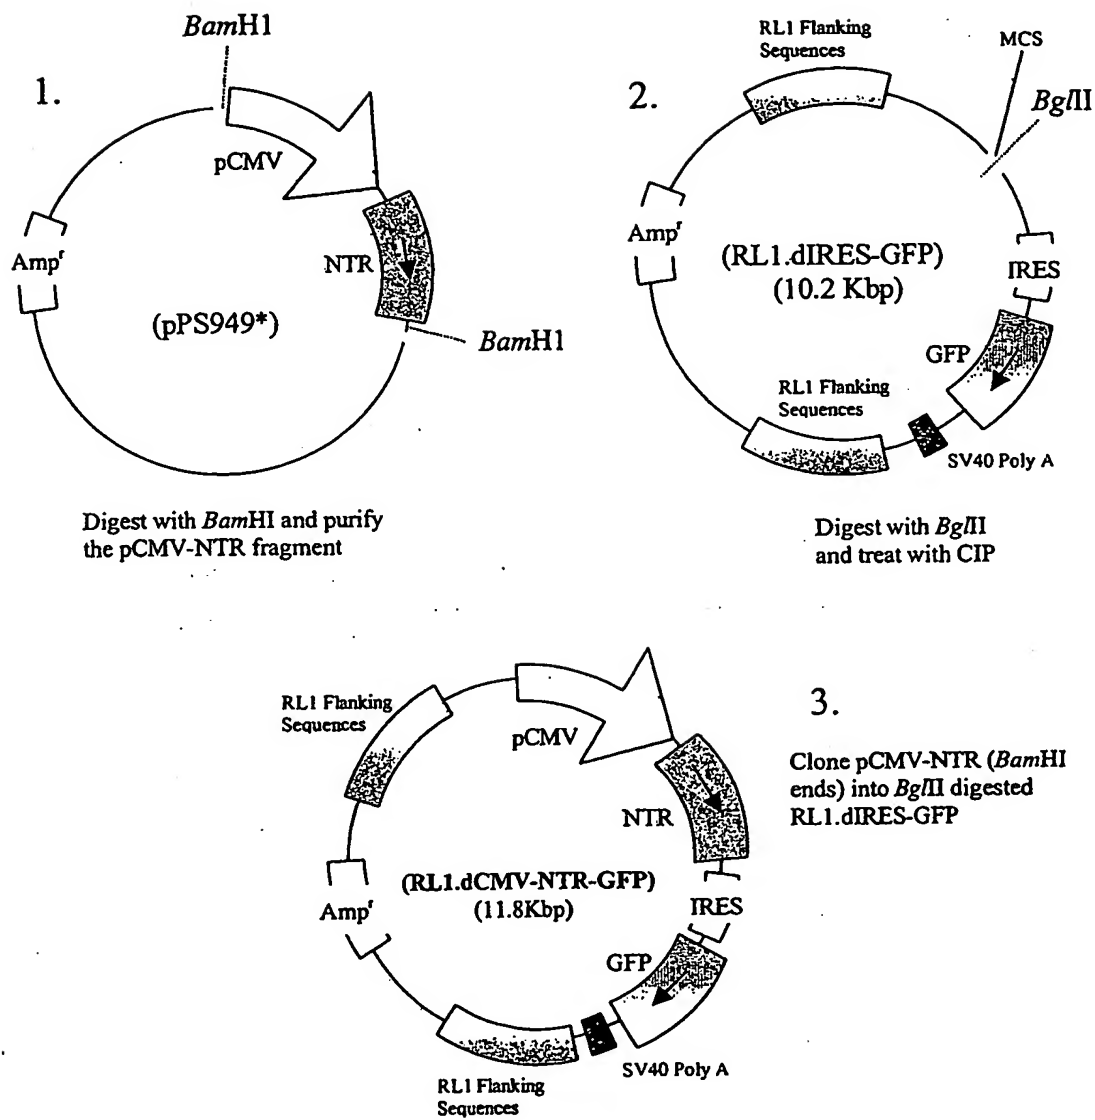 1.
BamH1
pCMV
Amp^r
NTR
(pPS949*)
BamH1
Digest with BamHI and purify
the pCMV-NTR fragment
2.
RL1 Flanking
Sequences
MCS
BglII
Amp^r
(RL1.dIRES-GFP)
(10.2 Kbp)
IRES
GFP
RL1 Flanking
Sequences
SV40 Poly A
Digest with BglII
and treat with CIP
3.
RL1 Flanking
Sequences
pCMV
NTR
Clone pCMV-NTR (BamHI
ends) into BglII digested
RL1.dIRES-GFP
(RL1.dCMV-NTR-GFP)
(11.8Kbp)
Amp^r
IRES
GFP
SV40 Poly A
RL1 Flanking
Sequences